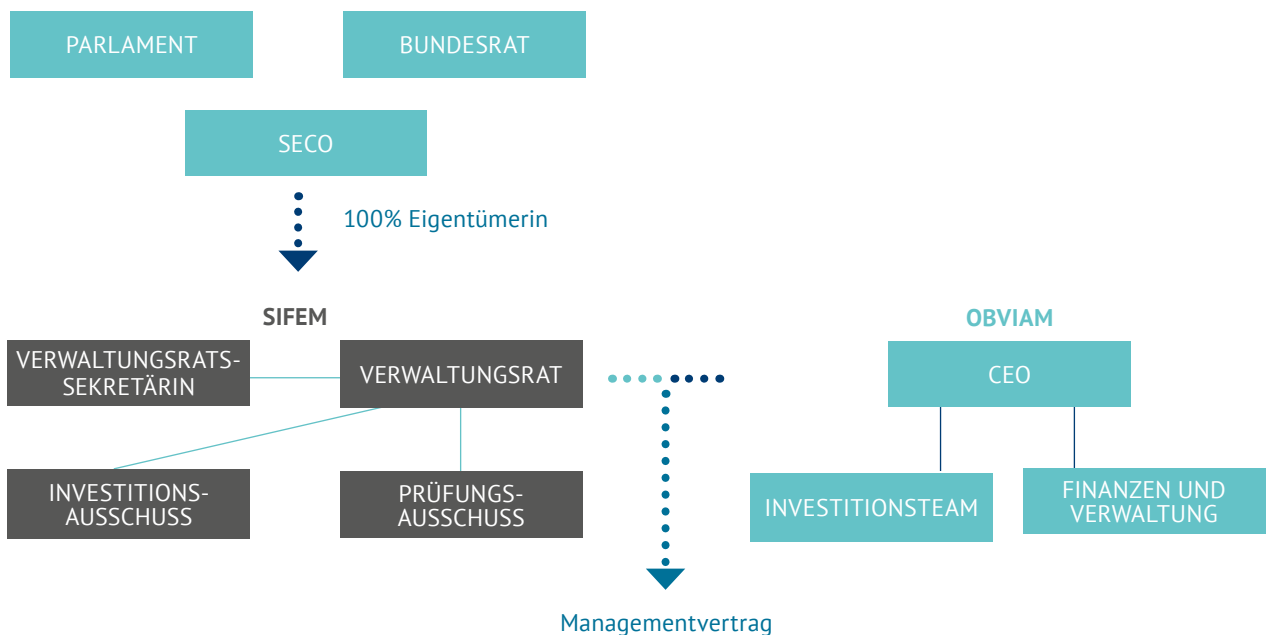 PARLAMENT
BUNDESRAT
SECO
100% Eigentümerin
SIFEM
VERWALTUNGSRATS-
SEKRETÄRIN
VERWALTUNGSRAT
INVESTITIONS-
AUSSCHUSS
PRÜFUNGS-
AUSSCHUSS
OBVIAM
CEO
INVESTITIONSTEAM
FINANZEN UND
VERWALTUNG
Managementvertrag